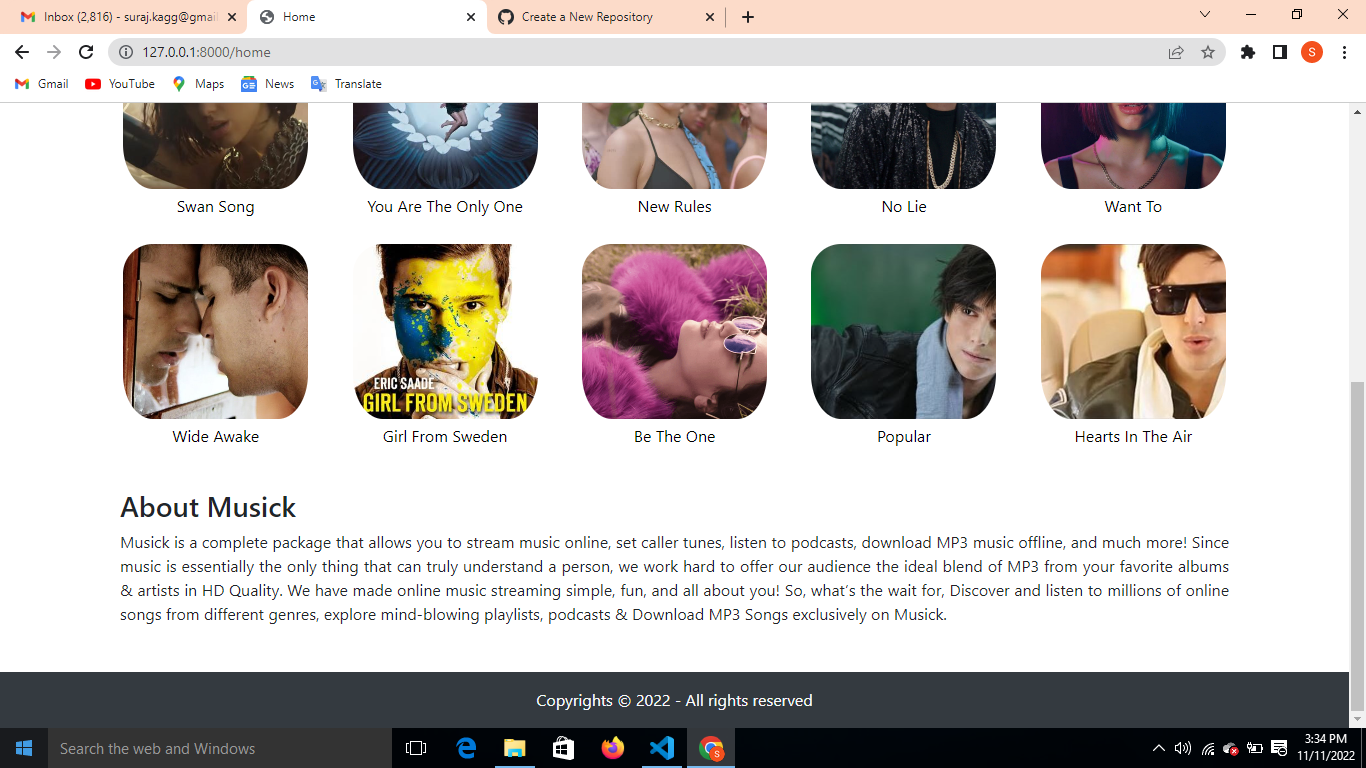 Inbox (2,816) - suraj.kagg@gmai
Home
Create a New Repository
127.0.0.1:8000/home
S
Gmail
YouTube
Maps
News
Translate
Swan Song
You Are The Only One
New Rules
No Lie
Want To
ERIC SAADE
GIRL FROM SWEDEN
Wide Awake
Girl From Sweden
Be The One
Popular
Hearts In The Air
About Musick
Musick is a complete package that allows you to stream music online, set caller tunes, listen to podcasts, download MP3 music offline, and much more! Since
music is essentially the only thing that can truly understand a person, we work hard to offer our audience the ideal blend of MP3 from your favorite albums
& artists in HD Quality. We have made online music streaming simple, fun, and all about you! So, what's the wait for, Discover and listen to millions of online
songs from different genres, explore mind-blowing playlists, podcasts & Download MP3 Songs exclusively on Musick.
Copyrights © 2022 - All rights reserved
Search the web and Windows
S
3:34 PM
11/11/2022